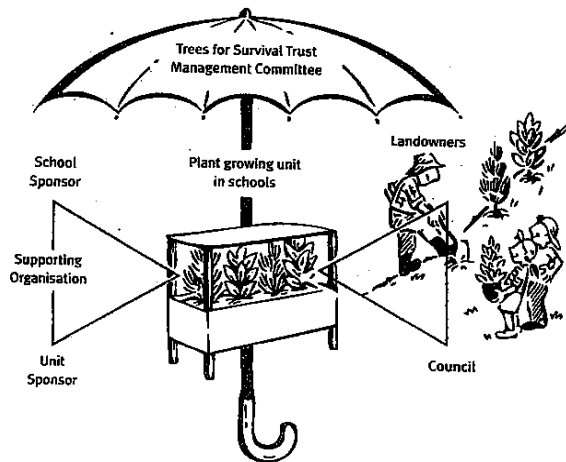 Trees for Survival Trust
Management Committee
School
Sponsor
Plant growing unit
in schools
Landowners
Supporting
Organisation
Unit
Sponsor
Council